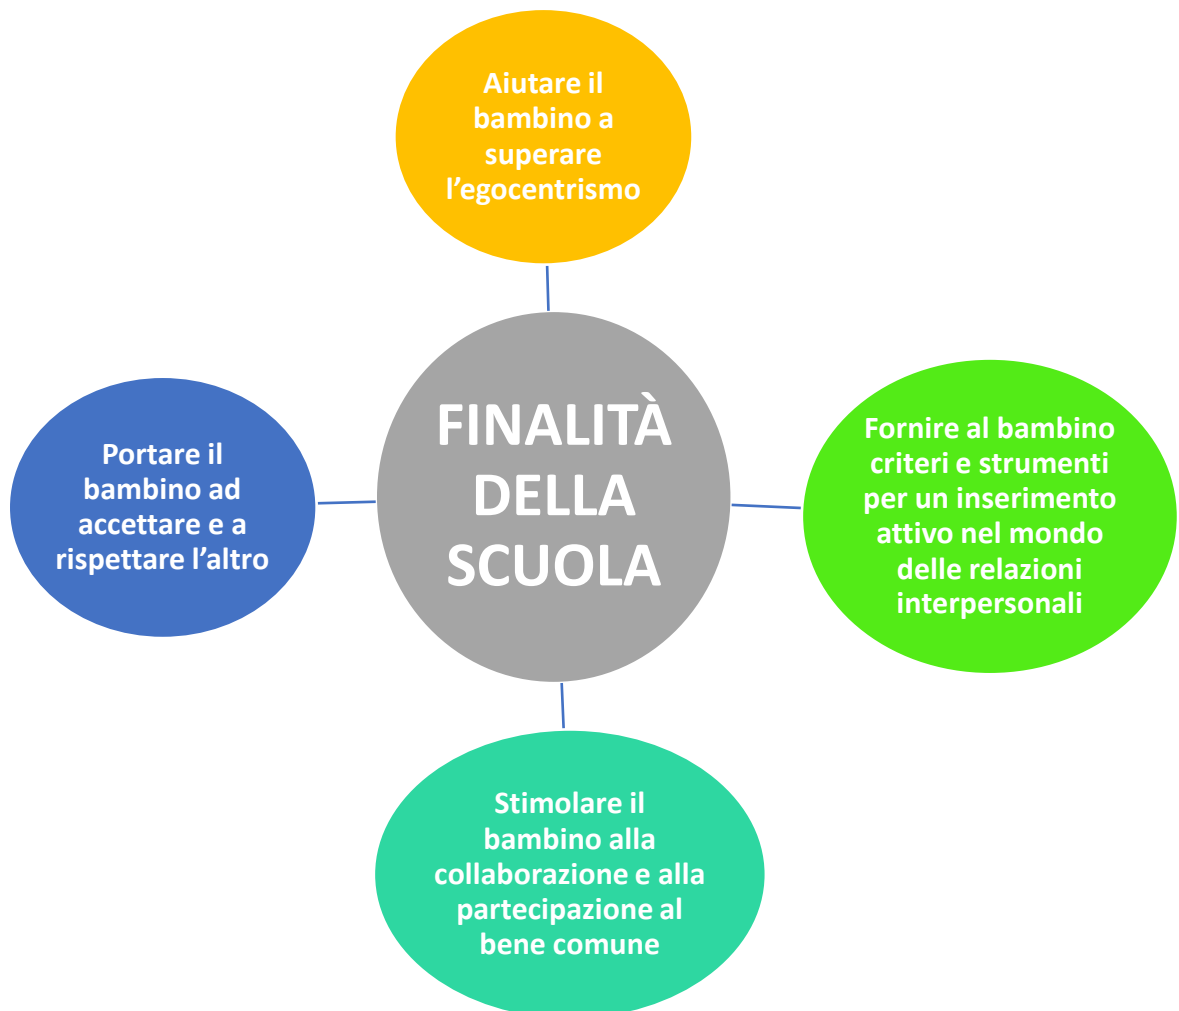 Aiutare il
bambino a
superare
l’egocentrismo
FINALITÀ
DELLA
SCUOLA
Portare il
bambino ad
accettare e a
rispettare l’altro
Fornire al bambino
criteri e strumenti
per un inserimento
attivo nel mondo
delle relazioni
interpersonali
Stimolare il
bambino alla
collaborazione e alla
partecipazione al
bene comune